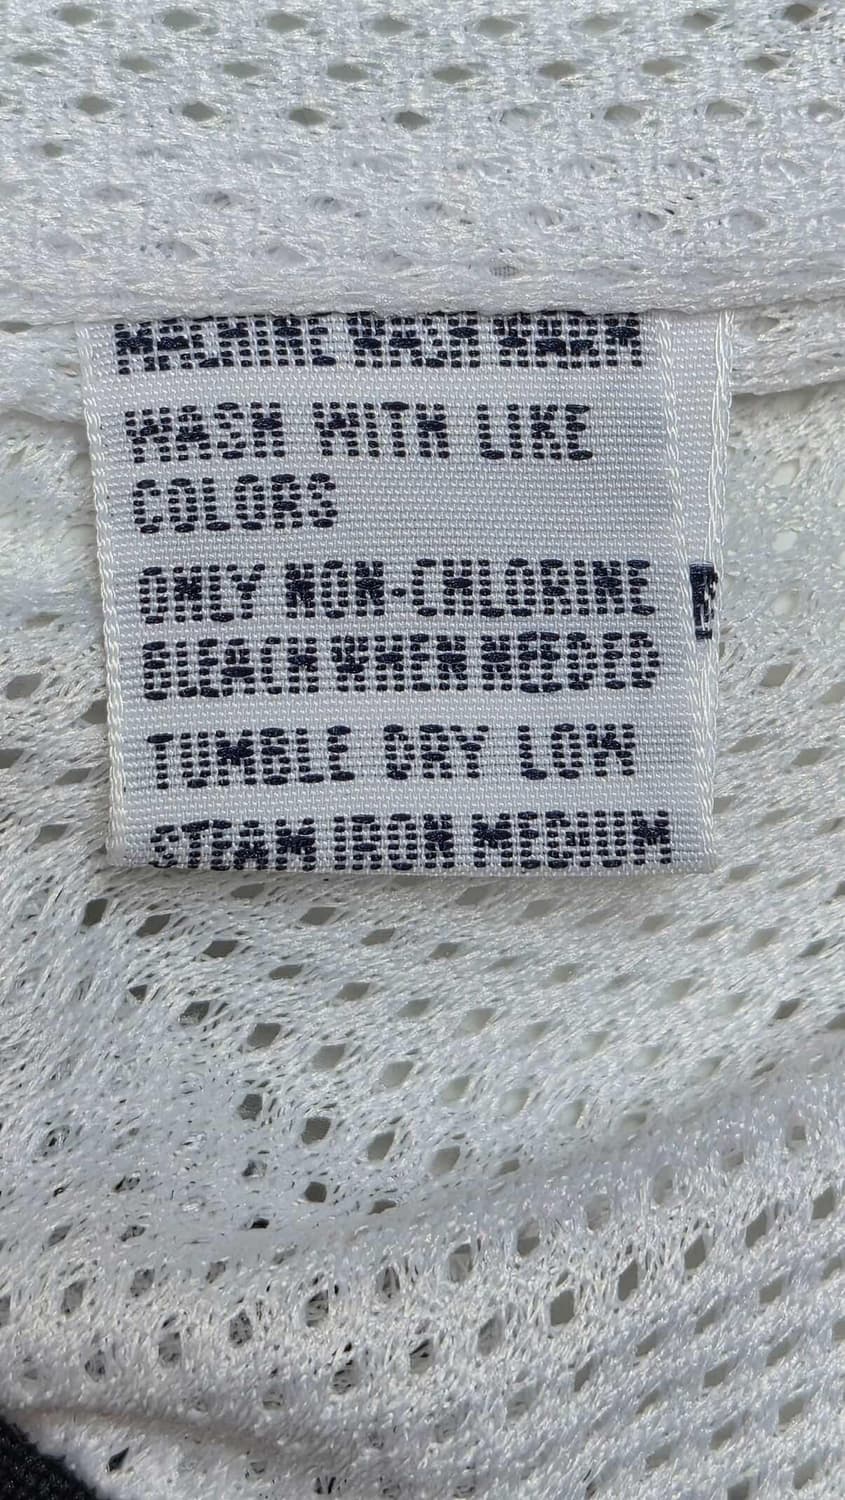 MACHINE WASH WARM
WASH WITH LIKE
COLORS
ONLY NON-CHLORINE
BLEACH WHEN NEEDED
TUMBLE DRY LOW
STEAM IRON MEDIUM